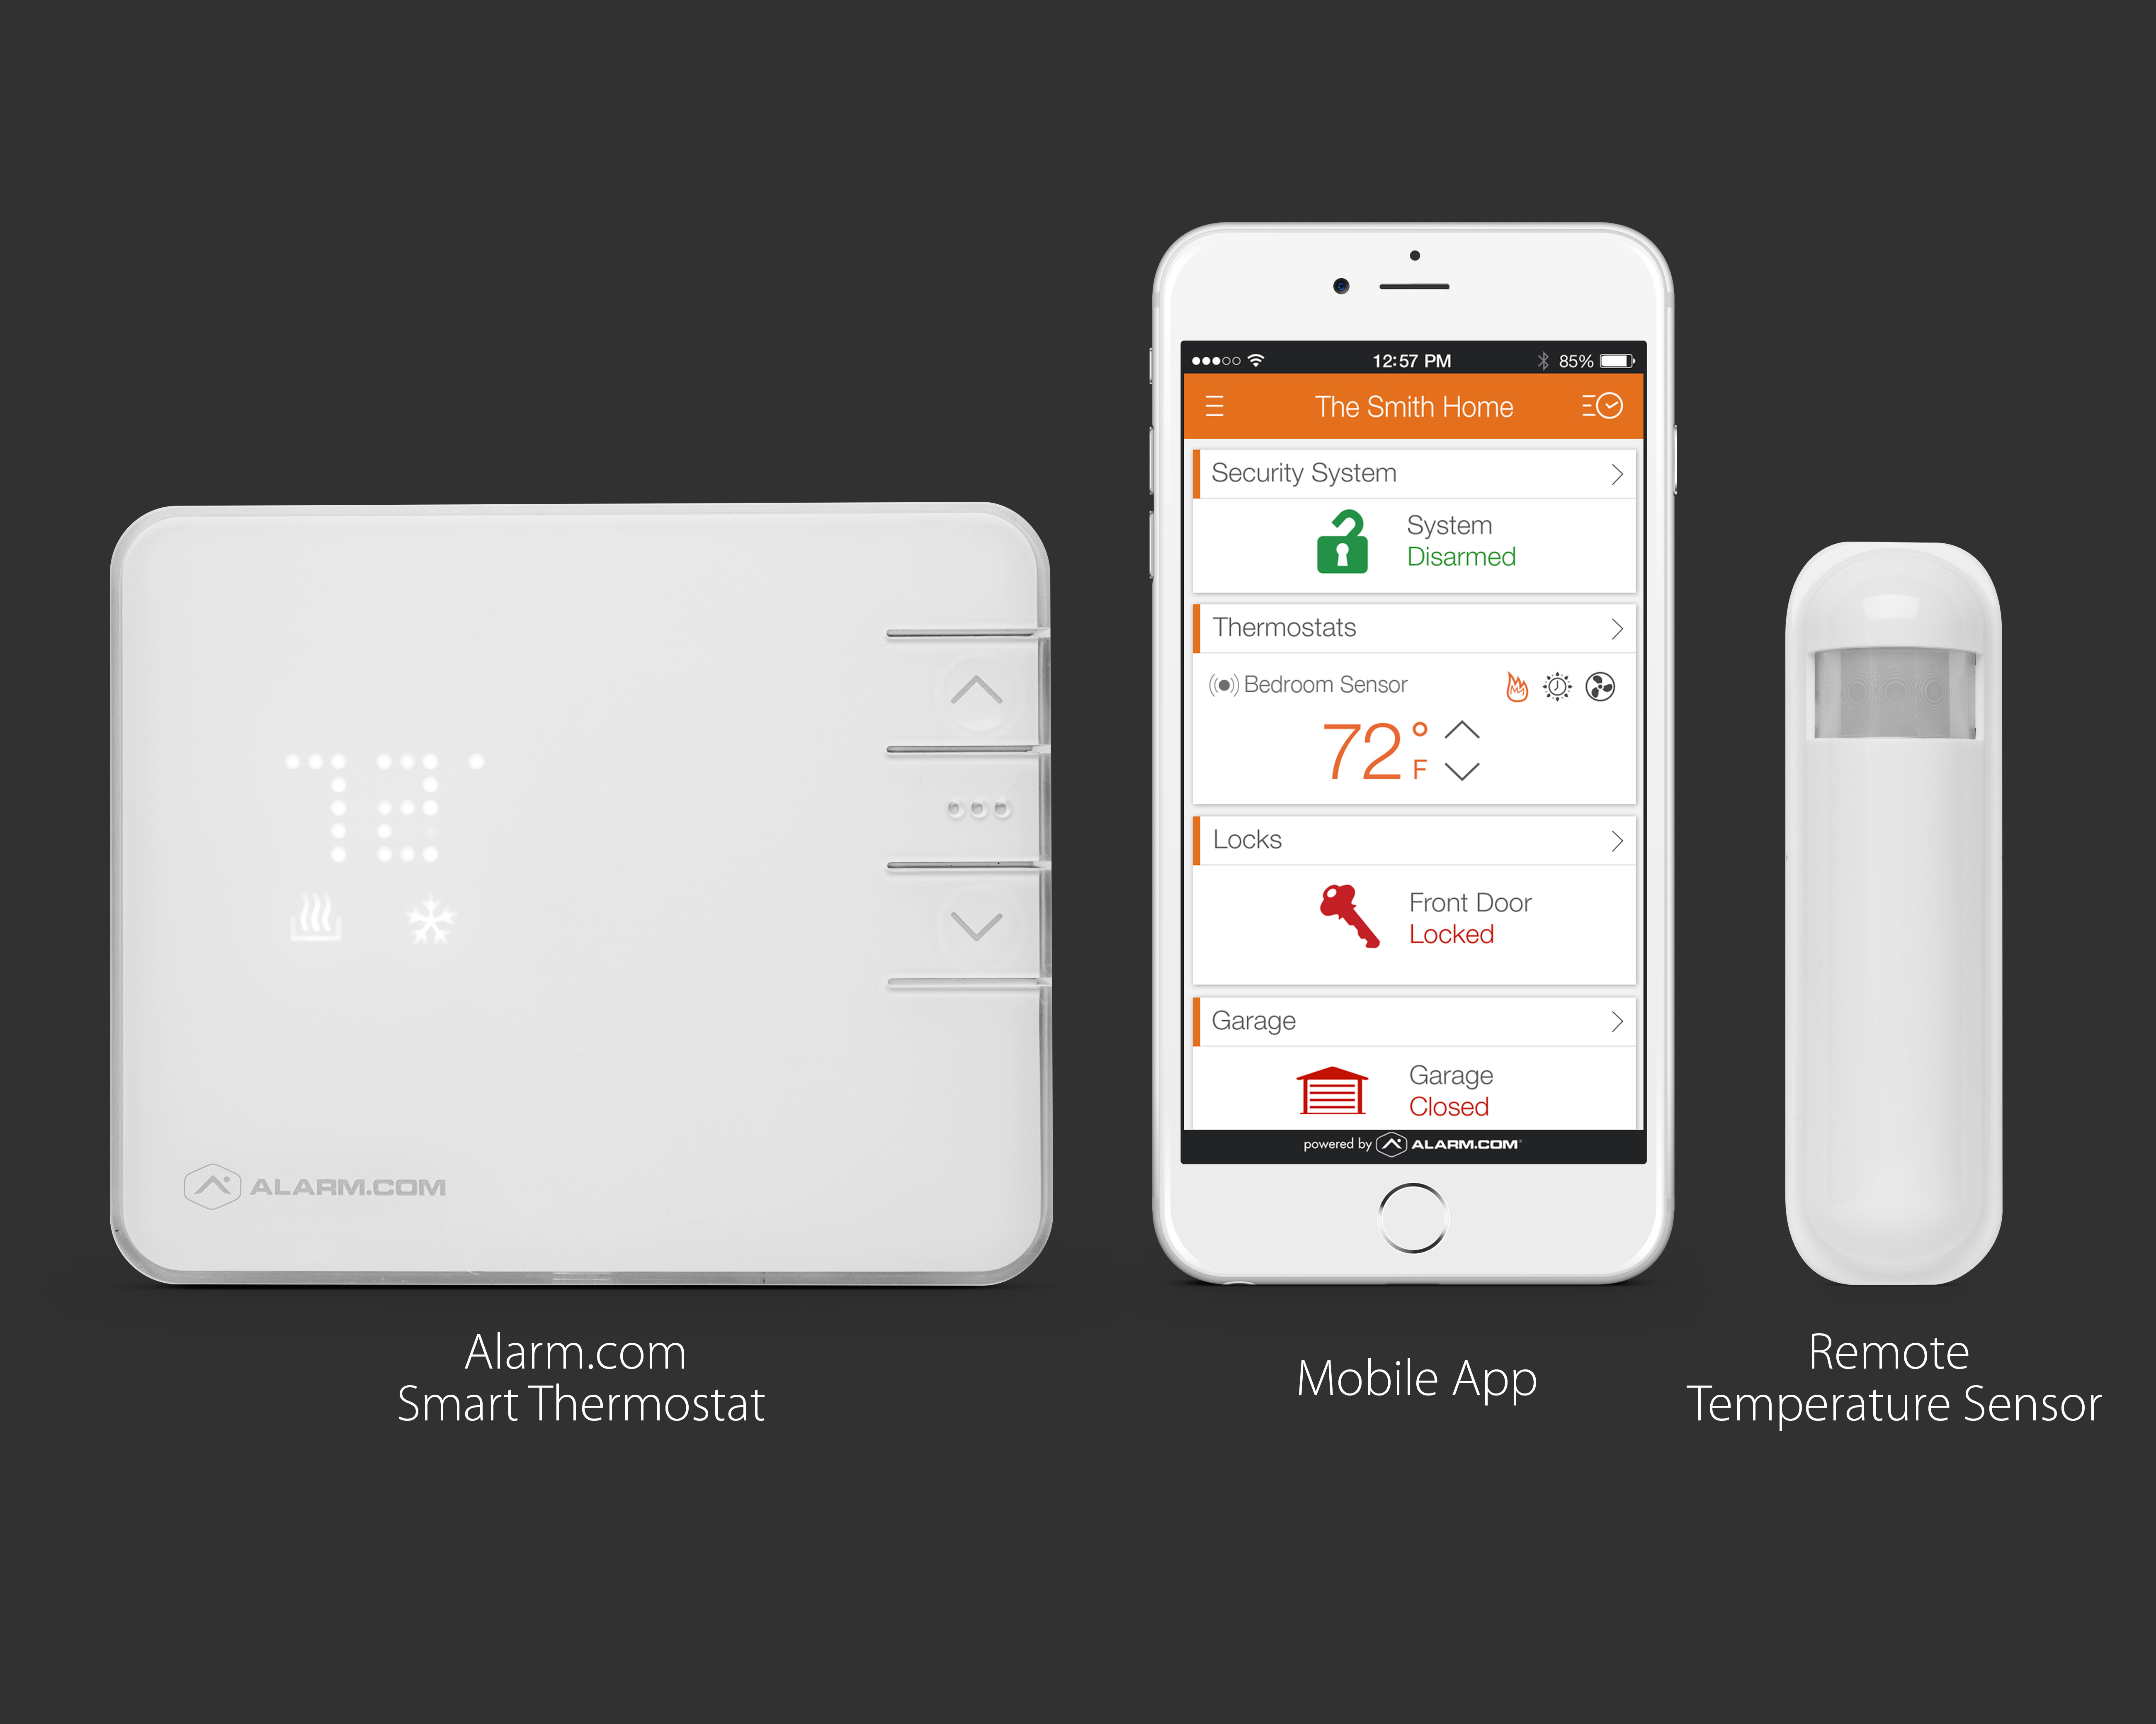 72°
ALARM.COM
12:57 PM
85%
The Smith Home
Security System
System
Disarmed
Thermostats
Bedroom Sensor
72°F
Locks
Front Door
Locked
Garage
Garage
Closed
powered by ALARM.COM
Alarm.com
Smart Thermostat
Mobile App
Remote
Temperature Sensor